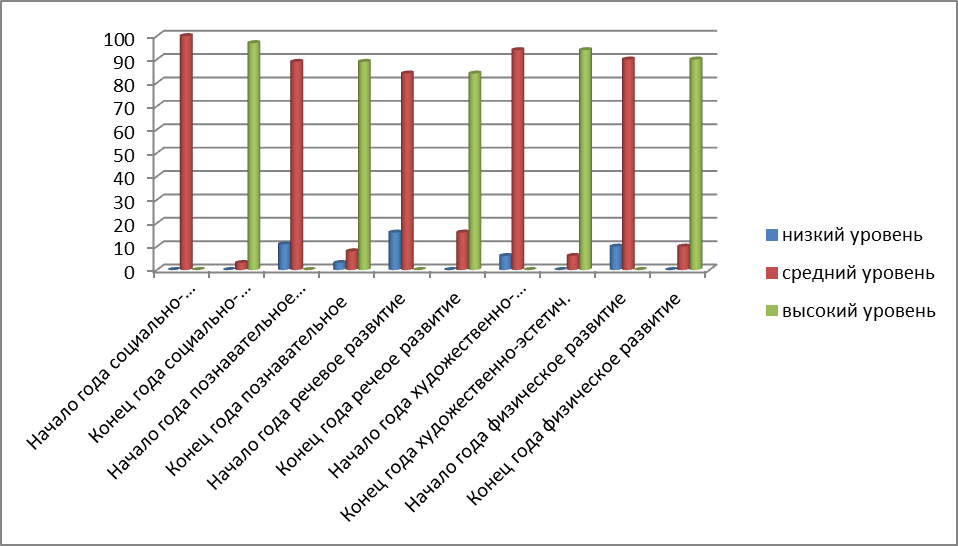 100
90
80
70
60
50
40
30
20
10
0
Начало года социально-...
Конец года социально-...
Начало года познавательное...
Конец года познавательное
Начало года речевое развитие
Конец года речеое развитие
Начало года художественно-...
Конец года художественно-эстетич.
Начало года физическое развитие
Конец года физическое развитие
низкий уровень
средний уровень
высокий уровень